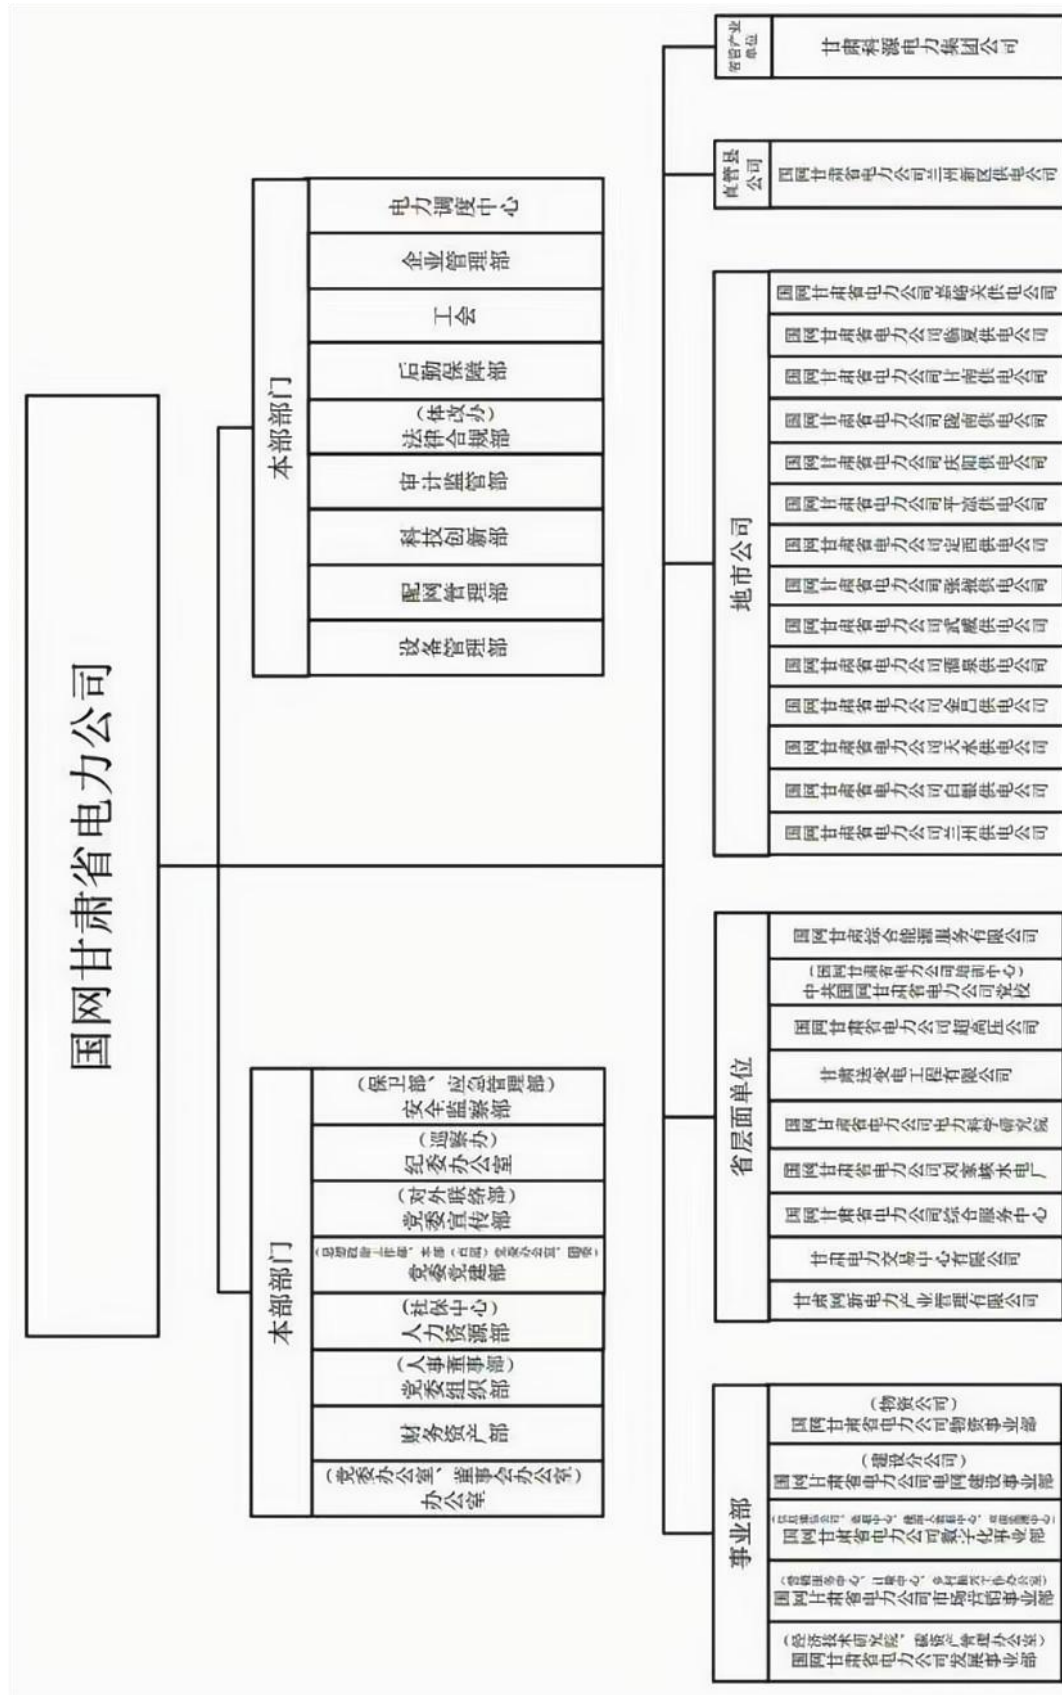 国网甘肃省电力公司
本部部门
办公室
（党委办公室、董事会办公室）
财务资产部
党委组织部
（人事董事部）
人力资源部
（社保中心）
党委党建部
党委宣传部
（对外联络部）
纪委办公室
（巡察办）
安全监察部
（保卫部、应急管理部）
本部部门
设备管理部
配网管理部
科技创新部
审计监管部
法律合规部
（体改办）
后勤保障部
工会
企业管理部
电力调度中心
事业部
国网甘肃省电力公司发展事业部
（经济技术研究院、碳资产管理办公室）
国网甘肃省电力公司市场营销事业部
国网甘肃省电力公司数字化事业部
国网甘肃省电力公司电网建设事业部
（建设分公司）
国网甘肃省电力公司物资事业部
（物资公司）
省层面单位
甘肃网新电力产业管理有限公司
甘肃电力交易中心有限公司
国网甘肃省电力公司综合服务中心
国网甘肃省电力公司刘家峡水电厂
国网甘肃省电力公司电力科学研究院
甘肃送变电工程有限公司
国网甘肃省电力公司超高压公司
中共国网甘肃省电力公司党校
（国网甘肃省电力公司培训中心）
国网甘肃综合能源服务有限公司
地市公司
国网甘肃省电力公司兰州供电公司
国网甘肃省电力公司白银供电公司
国网甘肃省电力公司天水供电公司
国网甘肃省电力公司金昌供电公司
国网甘肃省电力公司酒泉供电公司
国网甘肃省电力公司武威供电公司
国网甘肃省电力公司张掖供电公司
国网甘肃省电力公司定西供电公司
国网甘肃省电力公司平凉供电公司
国网甘肃省电力公司庆阳供电公司
国网甘肃省电力公司陇南供电公司
国网甘肃省电力公司甘南供电公司
国网甘肃省电力公司临夏供电公司
国网甘肃省电力公司嘉峪关供电公司
直管县公司
国网甘肃省电力公司兰州新区供电公司
省管产业单位
甘肃科源电力集团公司